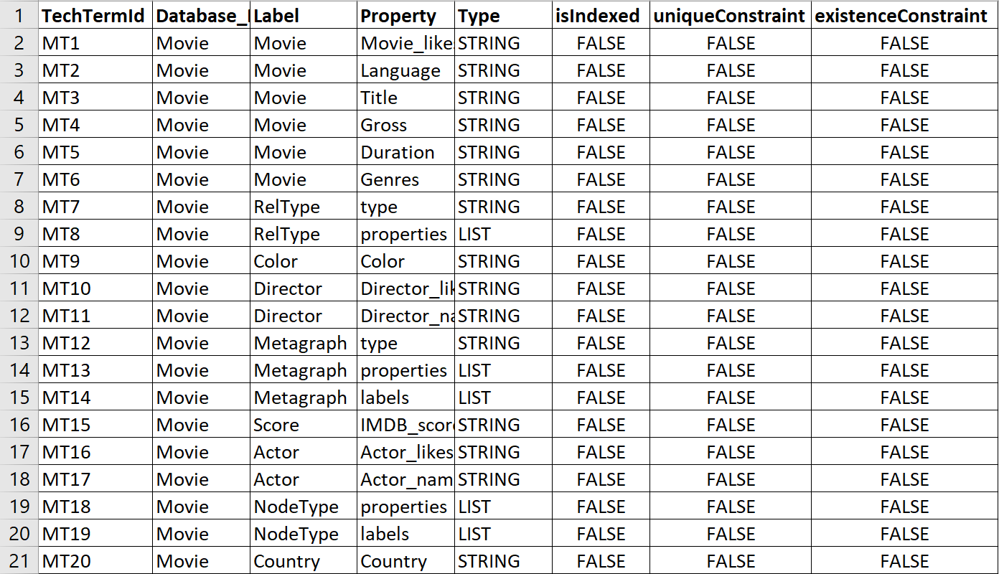 1 TechTermId Database_ Label Property Type isIndexed uniqueConstraint existenceConstraint
2 MT1 Movie Movie Movie_like STRING FALSE FALSE FALSE
3 MT2 Movie Movie Language STRING FALSE FALSE FALSE
4 MT3 Movie Movie Title STRING FALSE FALSE FALSE
5 MT4 Movie Movie Gross STRING FALSE FALSE FALSE
6 MT5 Movie Movie Duration STRING FALSE FALSE FALSE
7 MT6 Movie Movie Genres STRING FALSE FALSE FALSE
8 MT7 Movie RelType type STRING FALSE FALSE FALSE
9 MT8 Movie RelType properties LIST FALSE FALSE FALSE
10 MT9 Movie Color Color STRING FALSE FALSE FALSE
11 MT10 Movie Director Director_lik STRING FALSE FALSE FALSE
12 MT11 Movie Director Director_na STRING FALSE FALSE FALSE
13 MT12 Movie Metagraph type STRING FALSE FALSE FALSE
14 MT13 Movie Metagraph properties LIST FALSE FALSE FALSE
15 MT14 Movie Metagraph labels LIST FALSE FALSE FALSE
16 MT15 Movie Score IMDB_scor STRING FALSE FALSE FALSE
17 MT16 Movie Actor Actor_likes STRING FALSE FALSE FALSE
18 MT17 Movie Actor Actor_nam STRING FALSE FALSE FALSE
19 MT18 Movie NodeType properties LIST FALSE FALSE FALSE
20 MT19 Movie NodeType labels LIST FALSE FALSE FALSE
21 MT20 Movie Country Country STRING FALSE FALSE FALSE